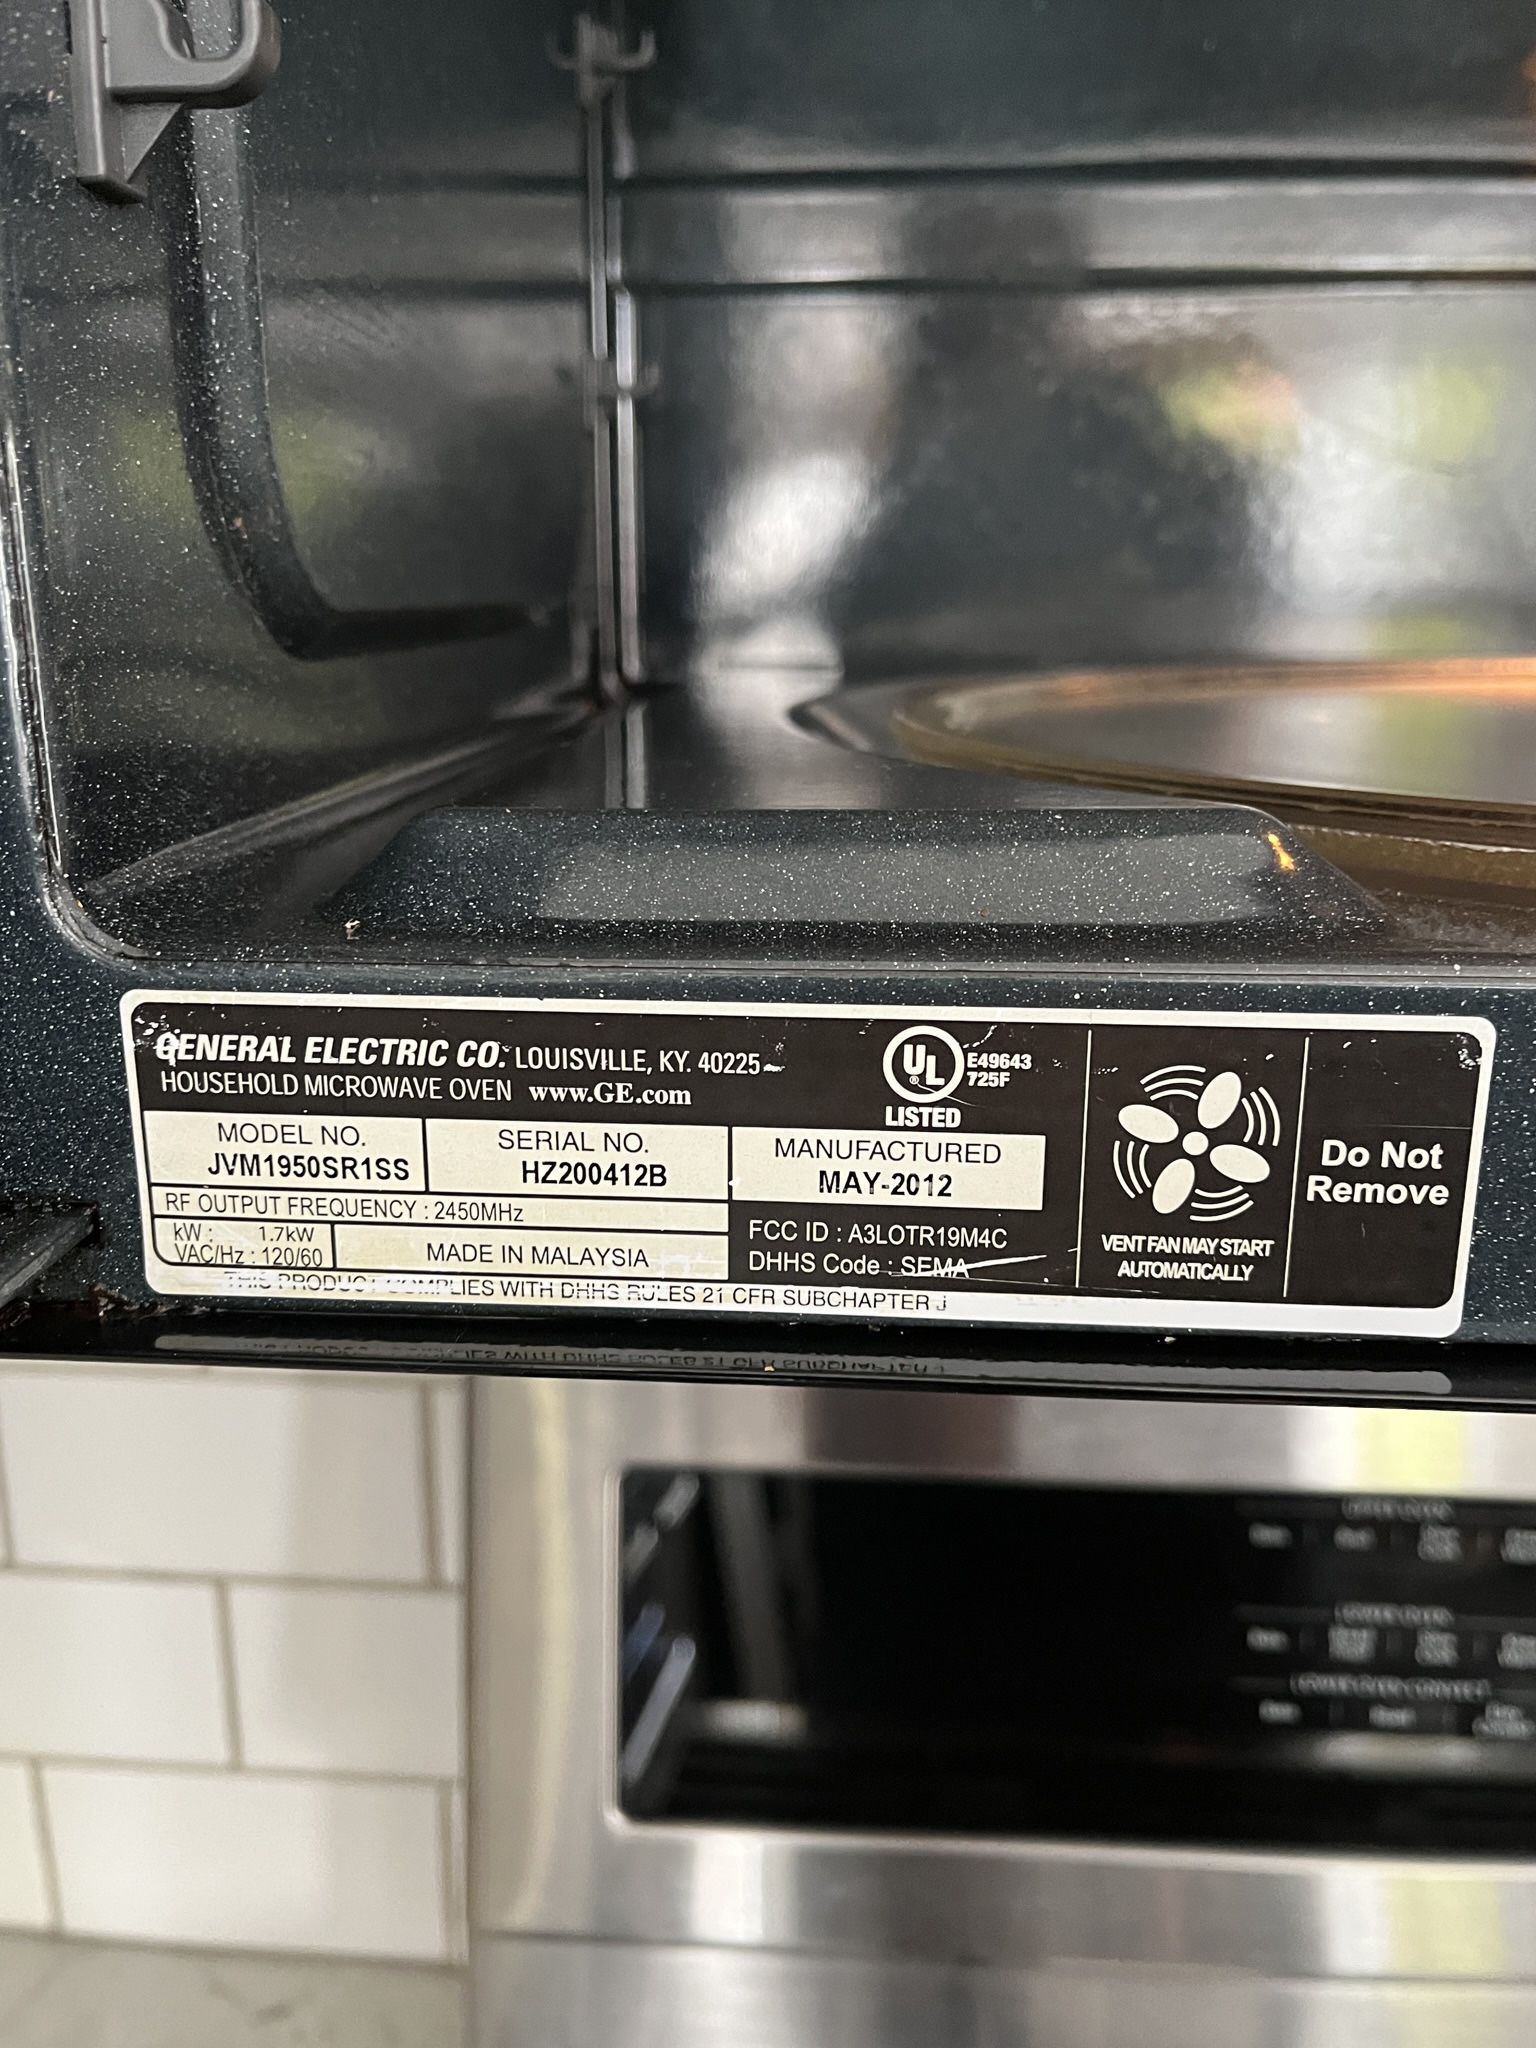 GENERAL ELECTRIC CO. LOUISVILLE, KY. 40225
HOUSEHOLD MICROWAVE OVEN www.GE.com
UL
®
LISTED
E49643
725F
MODEL NO.
JVM1950SR1SS
SERIAL NO.
HZ200412B
MANUFACTURED
MAY-2012
RF OUTPUT FREQUENCY : 2450MHz
kW : 1.7kW
VAC/Hz : 120/60
MADE IN MALAYSIA
FCC ID : A3LOTR19M4C
DHHS Code : SEMA
THIS PRODUCT COMPLIES WITH DHHS RULES 21 CFR SUBCHAPTER J
VENT FAN MAY START
AUTOMATICALLY
Do Not
Remove